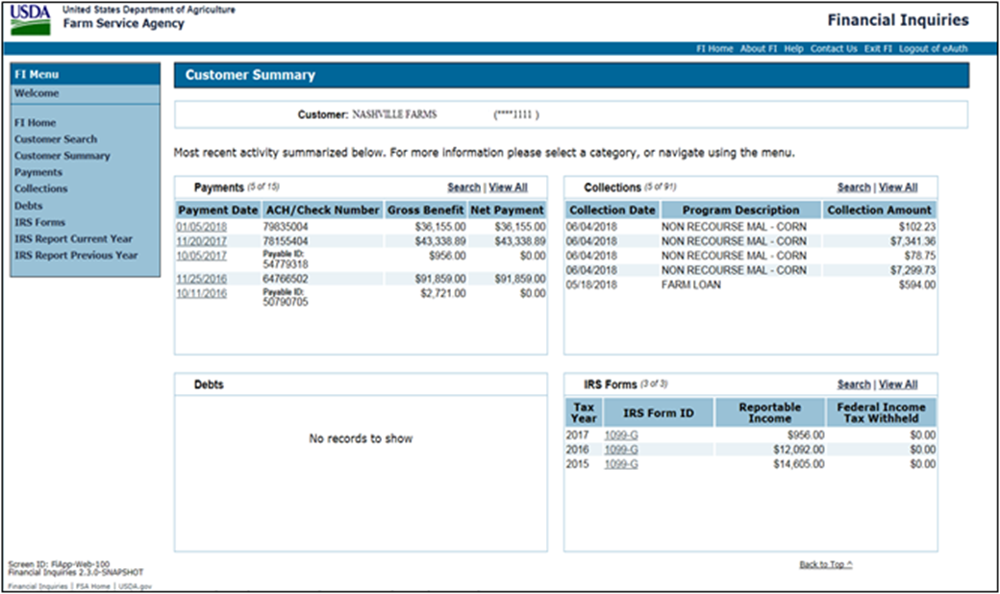 USDA
United States Department of Agriculture
Farm Service Agency
Financial Inquiries
FI Home About FI Help Contact Us Exit FI Logout of eAuth
FI Menu
Welcome
FI Home
Customer Search
Customer Summary
Payments
Collections
Debts
IRS Forms
IRS Report Current Year
IRS Report Previous Year
Customer Summary
Customer: NASHVILLE FARMS (****1111 )
Most recent activity summarized below. For more information please select a category, or navigate using the menu.
Payments (5 of 15) Search | View All
Payment Date ACH/Check Number Gross Benefit Net Payment
01/05/2018 79835004 $36,155.00 $36,155.00
11/20/2017 78155404 $43,338.89 $43,338.89
10/05/2017 Payable ID: $956.00 $0.00
54779318
11/25/2016 64766502 $91,859.00 $91,859.00
10/11/2016 Payable ID: $2,721.00 $0.00
50790705
Collections (5 of 91) Search | View All
Collection Date Program Description Collection Amount
06/04/2018 NON RECOURSE MAL - CORN $102.23
06/04/2018 NON RECOURSE MAL - CORN $7,341.36
06/04/2018 NON RECOURSE MAL - CORN $78.75
06/04/2018 NON RECOURSE MAL - CORN $7,299.73
05/18/2018 FARM LOAN $594.00
Debts
No records to show
IRS Forms (3 of 3) Search | View All
Tax Year IRS Form ID Reportable Income Federal Income Tax Withheld
2017 1099-G $956.00 $0.00
2016 1099-G $12,092.00 $0.00
2015 1099-G $14,605.00 $0.00
Screen ID: FiApp-Web-100
Financial Inquiries 2.3.0-SNAPSHOT
Financial Inquiries | FSA Home | USDA.gov
Back to Top ^